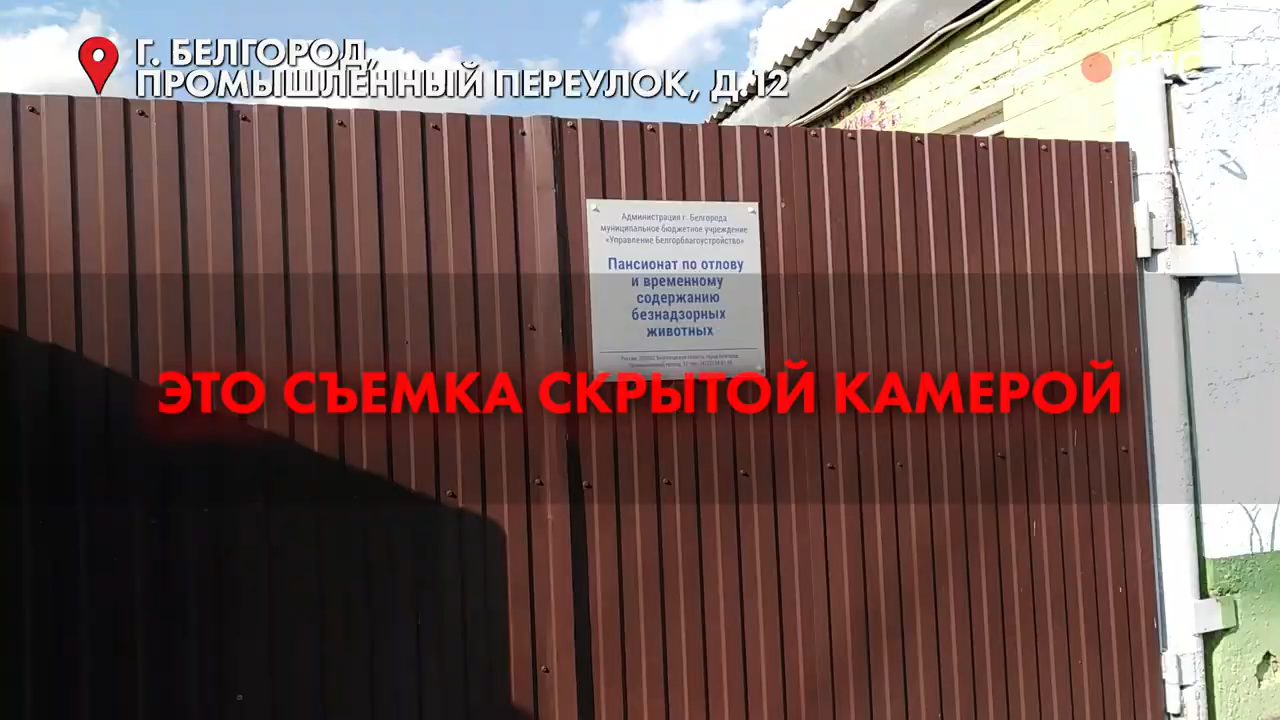 Г. БЕЛГОРОД,
ПРОМЫШЛЕННЫЙ ПЕРЕУЛОК, Д.12
Администрация г. Белгорода
муниципальное бюджетное учреждение
«Управление Белгорблагоустройство»
Пансионат по отлову
и временному
содержанию
безнадзорных
животных
ЭТО СЪЕМКА СКРЫТОЙ КАМЕРОЙ